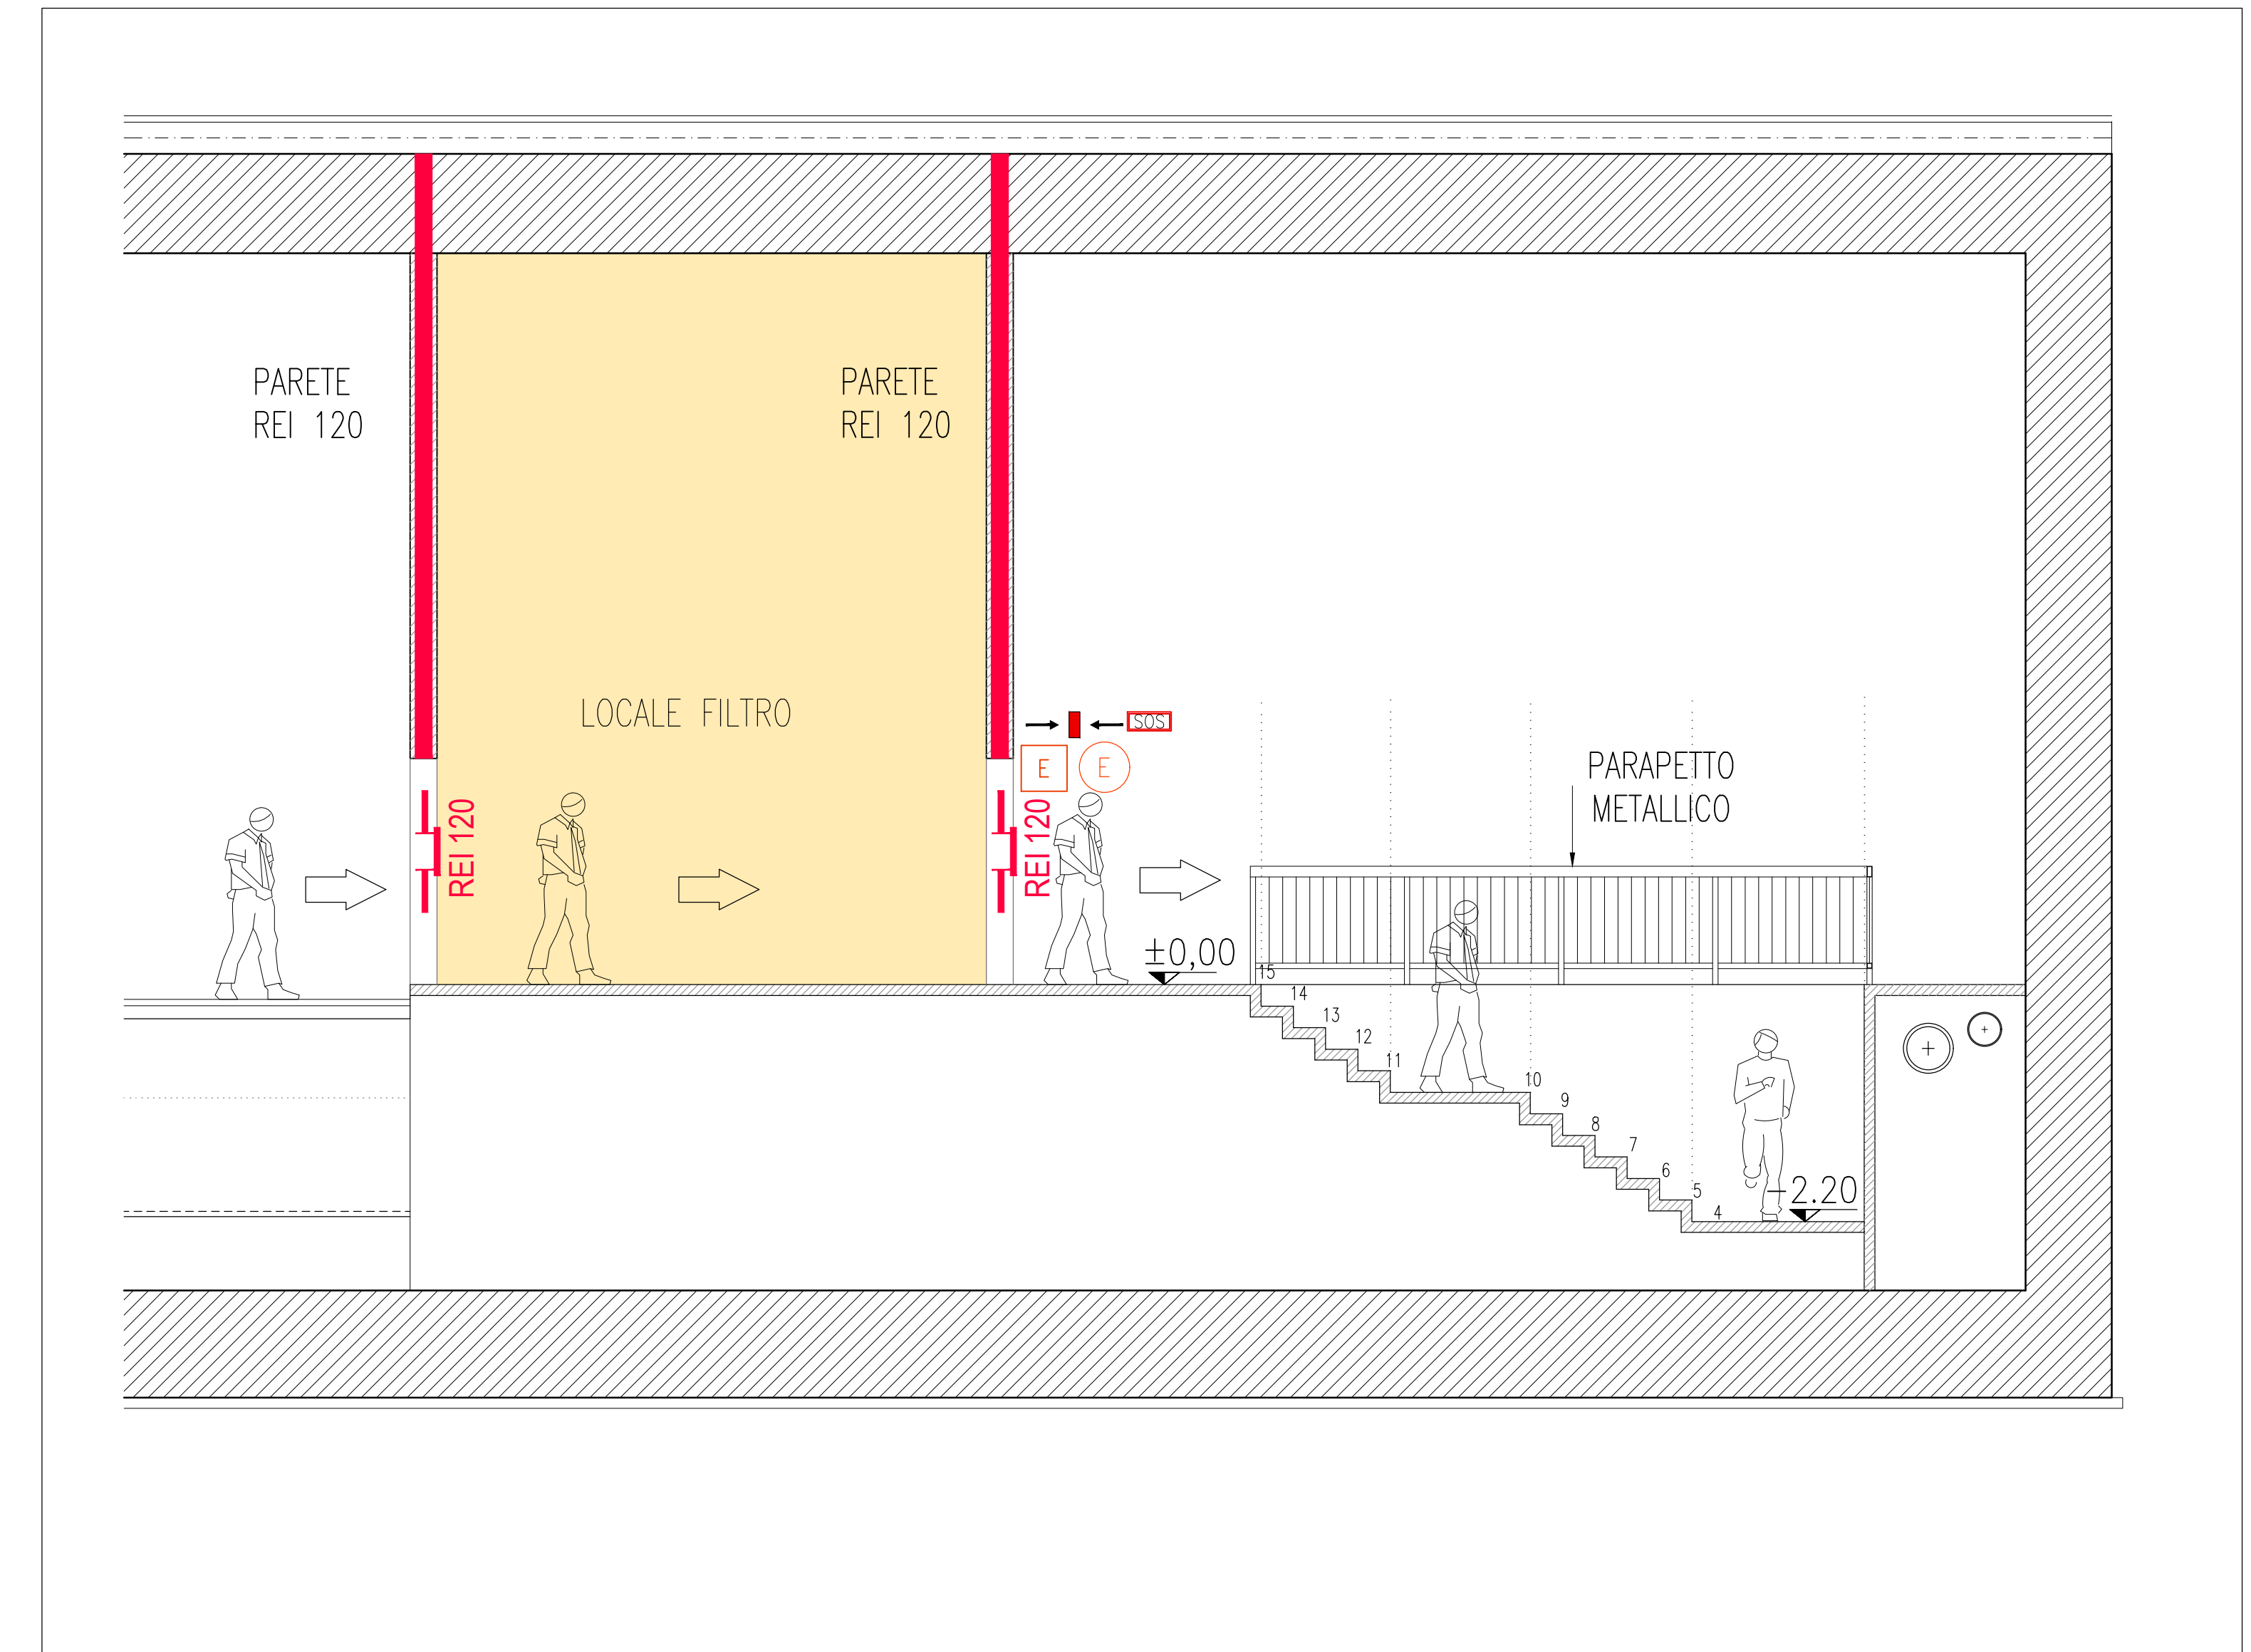 PARETE
REI 120
PARETE
REI 120
LOCALE FILTRO
SOS
E
E
PARAPETTO
METALLICO
REI 120
REI 120
±0,00
15
14
13
12
11
10
9
8
7
6
5
4
-2.20